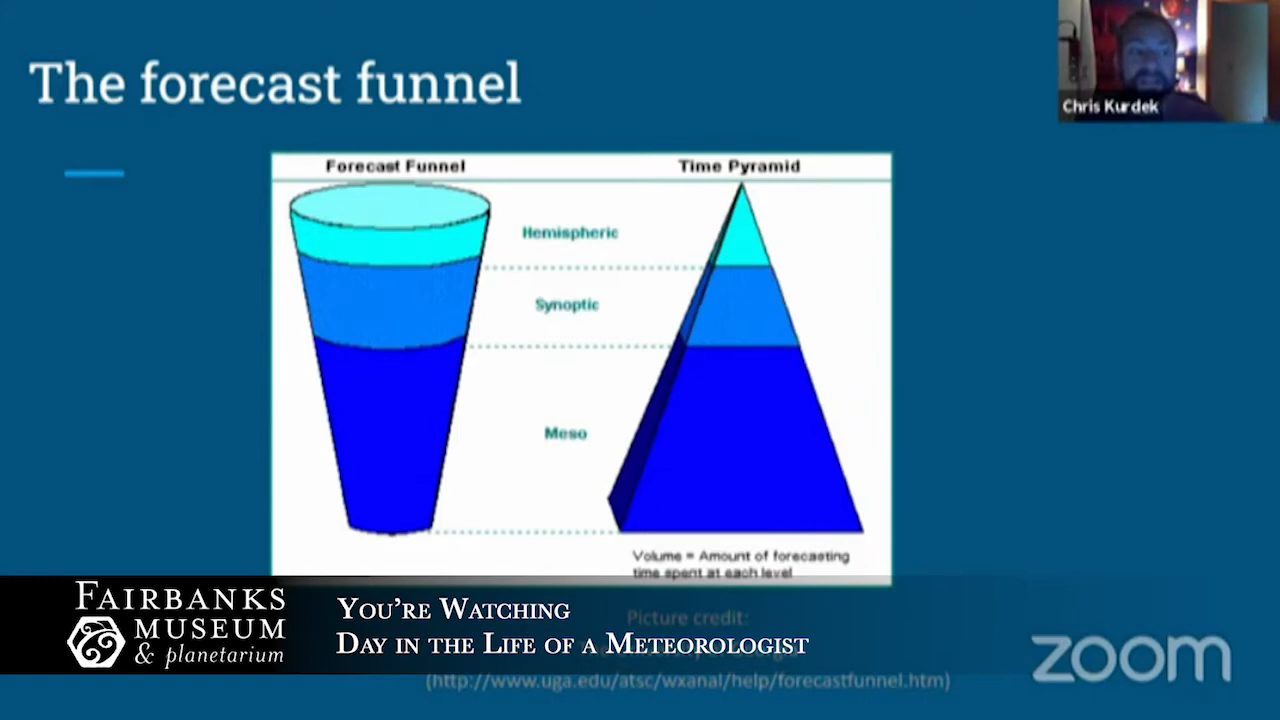 The forecast funnel
Chris Kurdek
Forecast Funnel
Time Pyramid
Hemispheric
Synoptic
Meso
Volume = Amount of forecasting
time spent at each level
FAIRBANKS
MUSEUM
& planetarium
YOU'RE WATCHING
DAY IN THE LIFE OF A METEOROLOGIST
Picture credit:
(http://www.uga.edu/atsc/wxanal/help/forecastfunnel.htm)
zoom